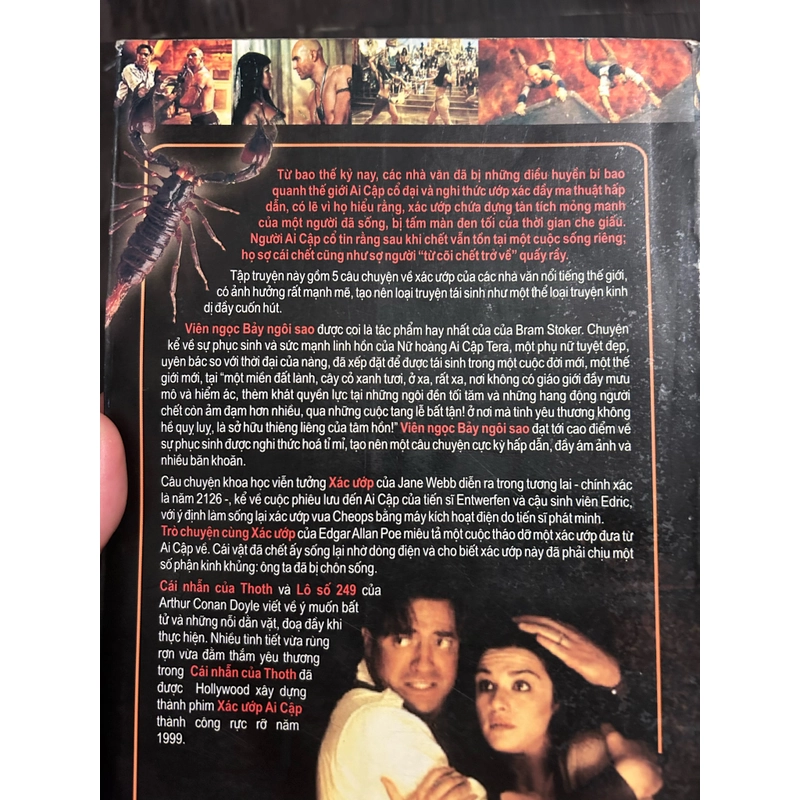 Từ bao thế kỷ nay, các nhà văn đã bị những điều huyền bí bao
quanh thế giới Ai Cập cổ đại và nghi thức ướp xác đầy ma thuật hấp
dẫn, có lẽ vì họ hiểu rằng, xác ướp chứa đựng tàn tích mỏng manh
của một người đã sống, bị tấm màn đen tối của thời gian che giấu.
Người Ai Cập cổ tin rằng sau khi chết vẫn tồn tại một cuộc sống riêng;
họ sợ cái chết cũng như sợ người "từ cõi chết trở về" quấy rầy.
Tập truyện này gồm 5 câu chuyện về xác ướp của các nhà văn nổi tiếng thế giới,
có ảnh hưởng rất mạnh mẽ, tạo nên loại truyện tái sinh như một thể loại truyện kinh
dị đầy cuốn hút.
Viên ngọc Bảy ngôi sao được coi là tác phẩm hay nhất của của Bram Stoker. Chuyện
kể về sự phục sinh và sức mạnh linh hồn của Nữ hoàng Ai Cập Tera, một phụ nữ tuyệt đẹp,
uyên bác so với thời đại của nàng, đã xếp đặt để được tái sinh trong một cuộc đời mới, một thế
giới mới, tại "một miền đất lành, cây cỏ xanh tươi, ở xa, rất xa, nơi không có giáo giới đầy mưu
mô và hiểm ác, thèm khát quyền lực tại những ngôi đền tối tăm và những hang động người
chết còn ảm đạm hơn nhiều, qua những cuộc tang lễ bất tận! ở nơi mà tình yêu thương không
hề quỵ luỵ, là sở hữu thiêng liêng của tâm hồn!" Viên ngọc Bảy ngôi sao đạt tới cao điểm về
sự phục sinh được nghi thức hoá tỉ mỉ, tạo nên một câu chuyện cực kỳ hấp dẫn, đầy ám ảnh và
nhiều băn khoăn.
Câu chuyện khoa học viễn tưởng Xác ướp của Jane Webb diễn ra trong tương lai - chính xác
là năm 2126 -, kể về cuộc phiêu lưu đến Ai Cập của tiến sĩ Entwerfen và cậu sinh viên Edric,
với ý định làm sống lại xác ướp vua Cheops bằng máy kích hoạt điện do tiến sĩ phát minh.
Trò chuyện cùng Xác ướp của Edgar Allan Poe miêu tả một cuộc tháo dỡ một xác ướp đưa từ
Ai Cập về. Cái vật đã chết ấy sống lại nhờ dòng điện và cho biết xác ướp này đã phải chịu một
số phận kinh khủng: ông ta đã bị chôn sống.
Cái nhẫn của Thoth và Lô số 249 của
Arthur Conan Doyle viết về ý muốn bất
tử và những nỗi dằn vặt, đoạ đầy khi
thực hiện. Nhiều tình tiết vừa rùng
rợn vừa đằm thắm yêu thương
trong Cái nhẫn của Thoth đã
được Hollywood xây dựng
thành phim Xác ướp Ai Cập
thành công rực rỡ năm
1999.